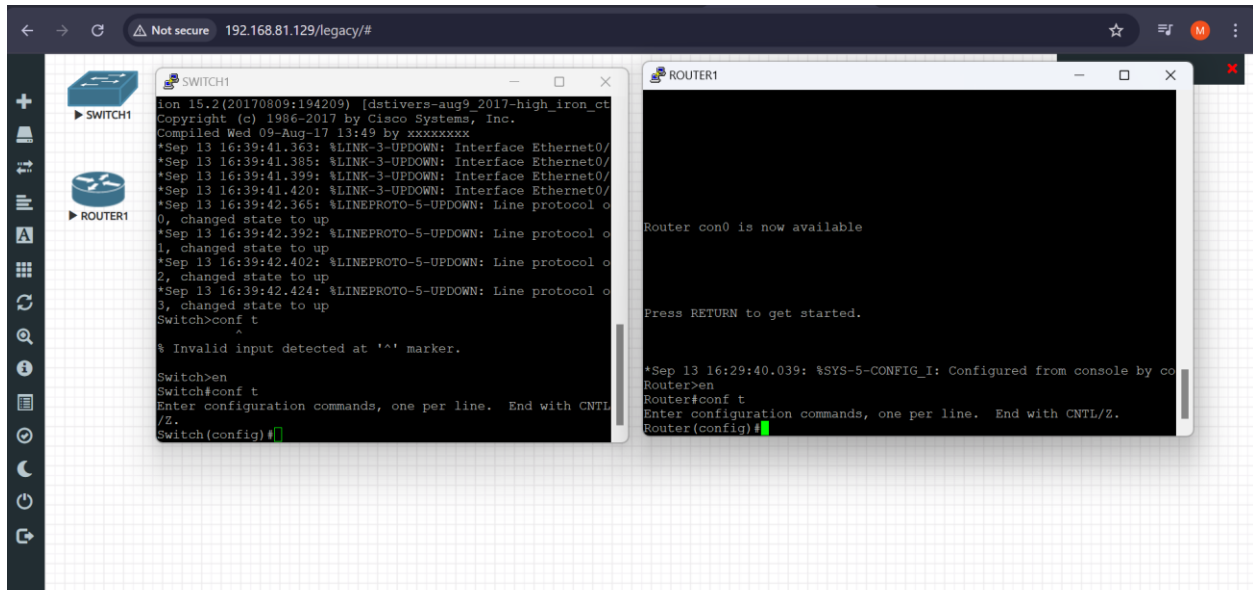 Not secure 192.168.81.129/legacy/#
M
SWITCH1
ROUTER1
SWITCH1
ion 15.2(20170809:194209) [dstivers-aug9_2017-high_iron_ct
Copyright (c) 1986-2017 by Cisco Systems, Inc.
Compiled Wed 09-Aug-17 13:49 by xxxxxxxx
*Sep 13 16:39:41.363: %LINK-3-UPDOWN: Interface Ethernet0/
*Sep 13 16:39:41.385: %LINK-3-UPDOWN: Interface Ethernet0/
*Sep 13 16:39:41.399: %LINK-3-UPDOWN: Interface Ethernet0/
*Sep 13 16:39:41.420: %LINK-3-UPDOWN: Interface Ethernet0/
*Sep 13 16:39:42.365: %LINEPROTO-5-UPDOWN: Line protocol o
0, changed state to up
*Sep 13 16:39:42.392: %LINEPROTO-5-UPDOWN: Line protocol o
1, changed state to up
*Sep 13 16:39:42.402: %LINEPROTO-5-UPDOWN: Line protocol o
2, changed state to up
*Sep 13 16:39:42.424: %LINEPROTO-5-UPDOWN: Line protocol o
3, changed state to up
Switch>conf t
^
% Invalid input detected at '^' marker.
Switch>en
Switch#conf t
Enter configuration commands, one per line.  End with CNTL
/Z.
Switch(config)#
ROUTER1
Router con0 is now available
Press RETURN to get started.
*Sep 13 16:29:40.039: %SYS-5-CONFIG_I: Configured from console by co
Router>en
Router#conf t
Enter configuration commands, one per line.  End with CNTL/Z.
Router(config)#